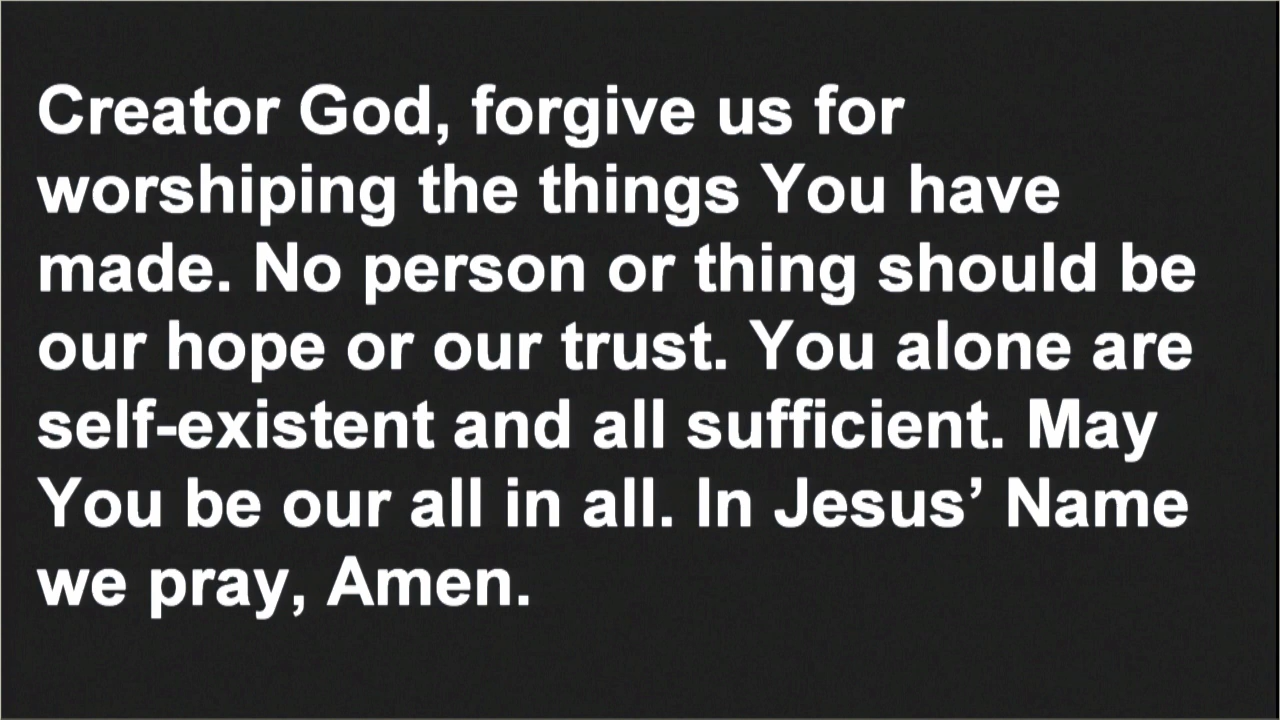 Creator God, forgive us for
worshiping the things You have
made. No person or thing should be
our hope or our trust. You alone are
self-existent and all sufficient. May
You be our all in all. In Jesus’ Name
we pray, Amen.